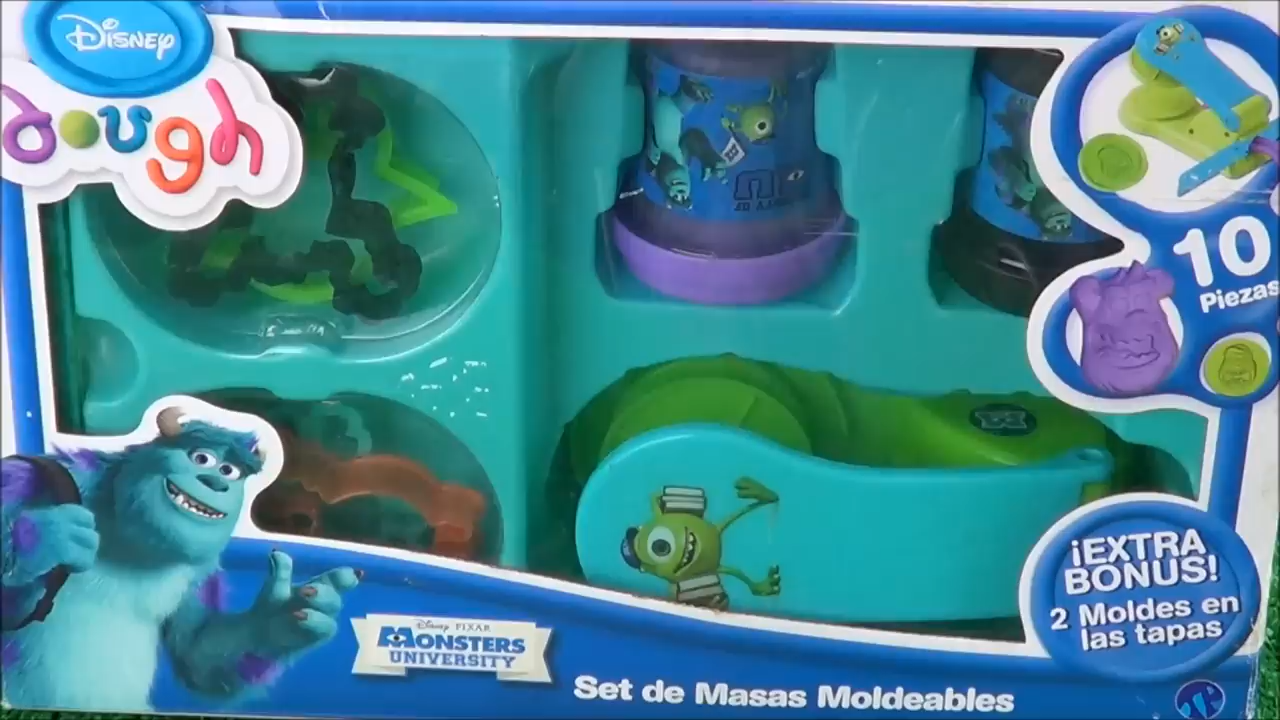 Disney
dough
10
Piezas
Disney PIXAR
MONSTERS
UNIVERSITY
Set de Masas Moldeables
¡EXTRA
BONUS!
2 Moldes en
las tapas